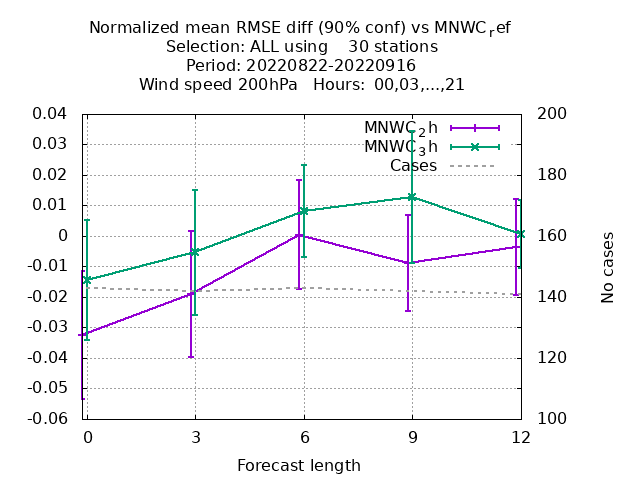 Normalized mean RMSE diff (90% conf) vs MNWC_ref
Selection: ALL using    30 stations
Period: 20220822-20220916
Wind speed 200hPa   Hours: 00,03,...,21
MNWC_2h
MNWC_3h
Cases
0.04
0.03
0.02
0.01
0
-0.01
-0.02
-0.03
-0.04
-0.05
-0.06
200
180
160
140
120
100
No cases
0 3 6 9 12
Forecast length